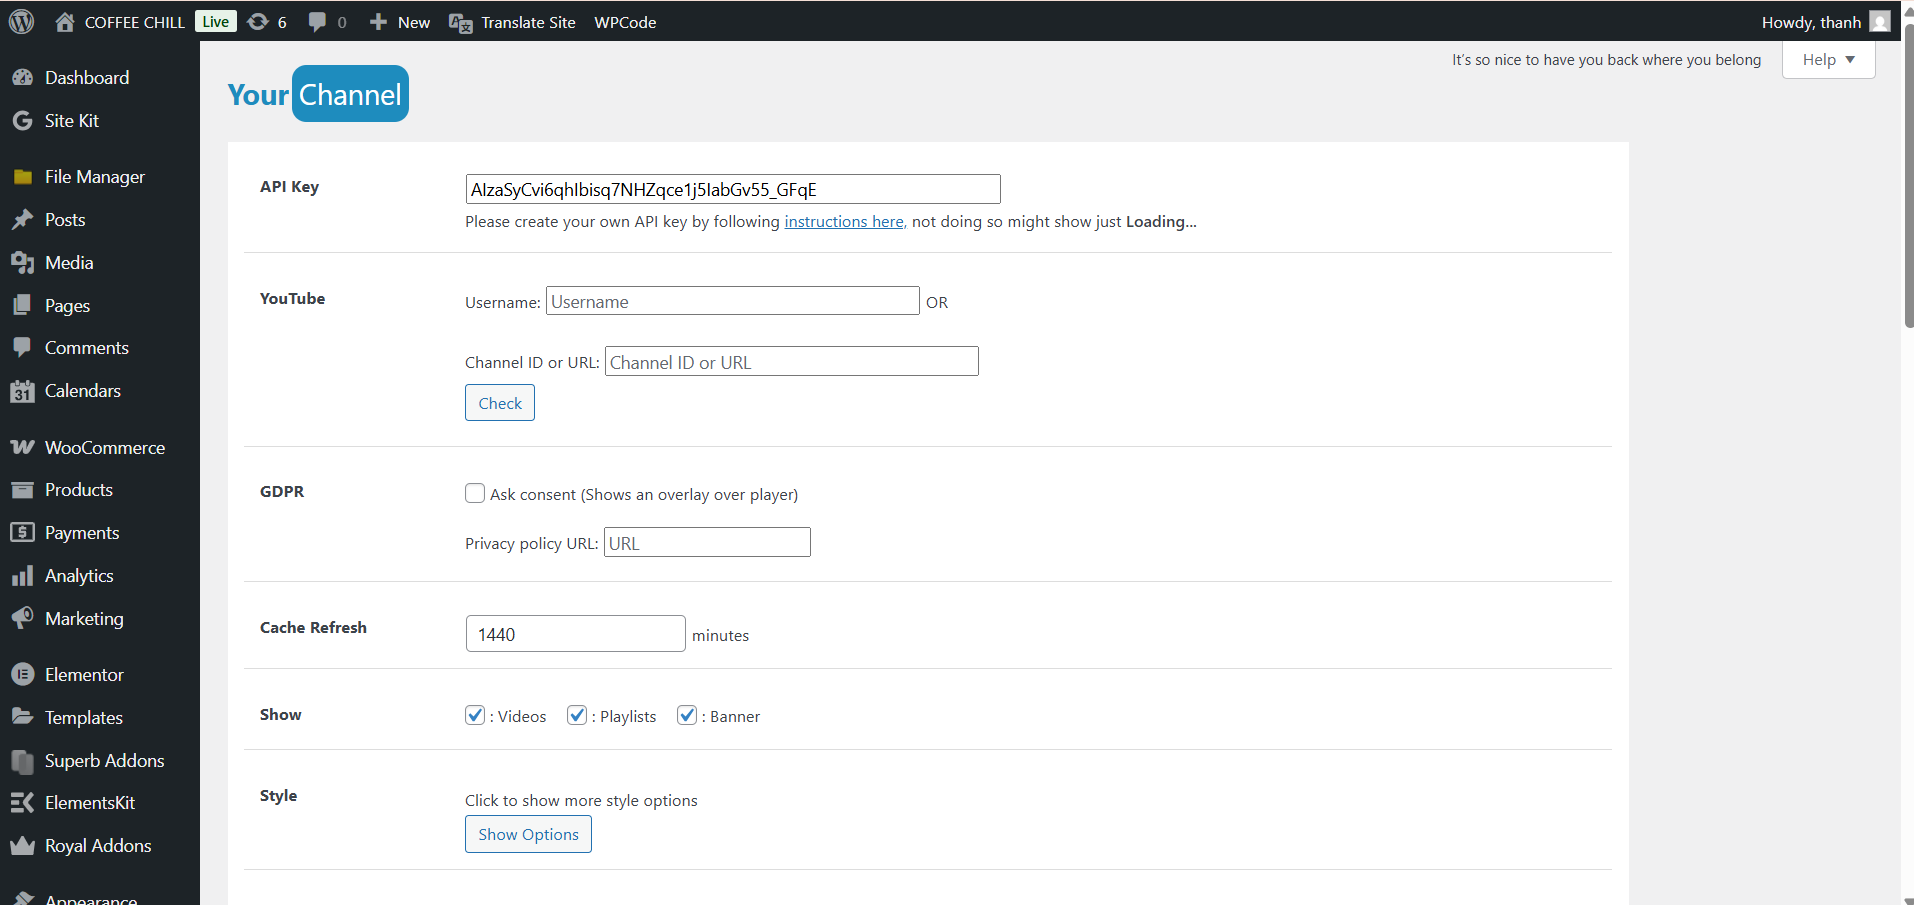 COFFEE CHILL Live 6 0 New Translate Site WPCode Howdy, thanh
Dashboard
Site Kit
File Manager
Posts
Media
Pages
Comments
Calendars
WooCommerce
Products
Payments
Analytics
Marketing
Elementor
Templates
Superb Addons
ElementsKit
Royal Addons
Appearance
It's so nice to have you back where you belong
Help
Your Channel
API Key
AIzaSyCvi6qhIbisq7NHZqce1j5IabGv55_GFqE
Please create your own API key by following instructions here, not doing so might show just Loading...
YouTube
Username: Username OR
Channel ID or URL: Channel ID or URL
Check
GDPR
Ask consent (Shows an overlay over player)
Privacy policy URL: URL
Cache Refresh
1440 minutes
Show
: Videos : Playlists : Banner
Style
Click to show more style options
Show Options